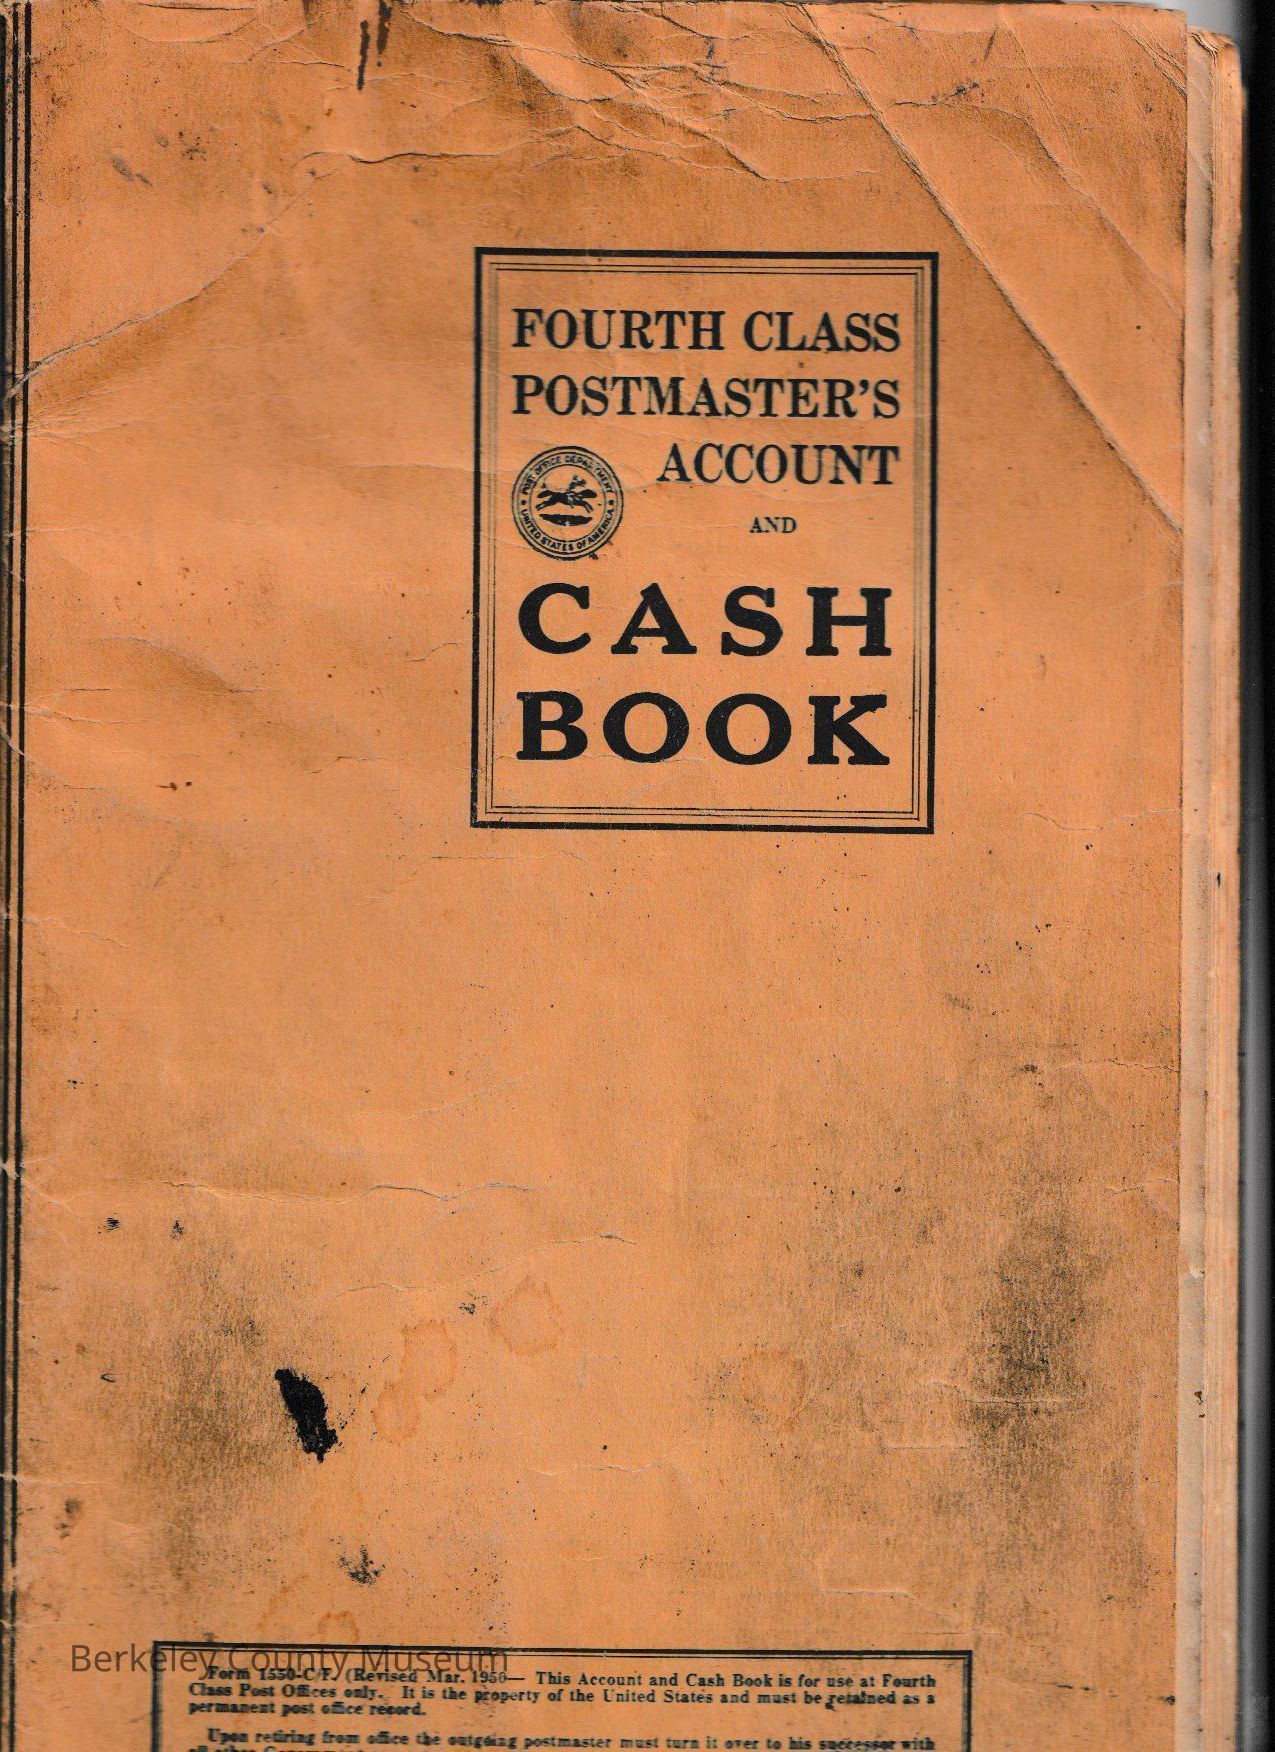 FOURTH CLASS
POSTMASTER'S
ACCOUNT
POST OFFICE DEPARTMENT
UNITED STATES OF AMERICA
AND
CASH
BOOK
Berkeley County Museum
Form 1550-C/F. (Revised Mar. 1950— This Account and Cash Book is for use at Fourth
Class Post Offices only. It is the property of the United States and must be retained as a
permanent post office record.
Upon retiring from office the outgoing postmaster must turn it over to his successor with
all other